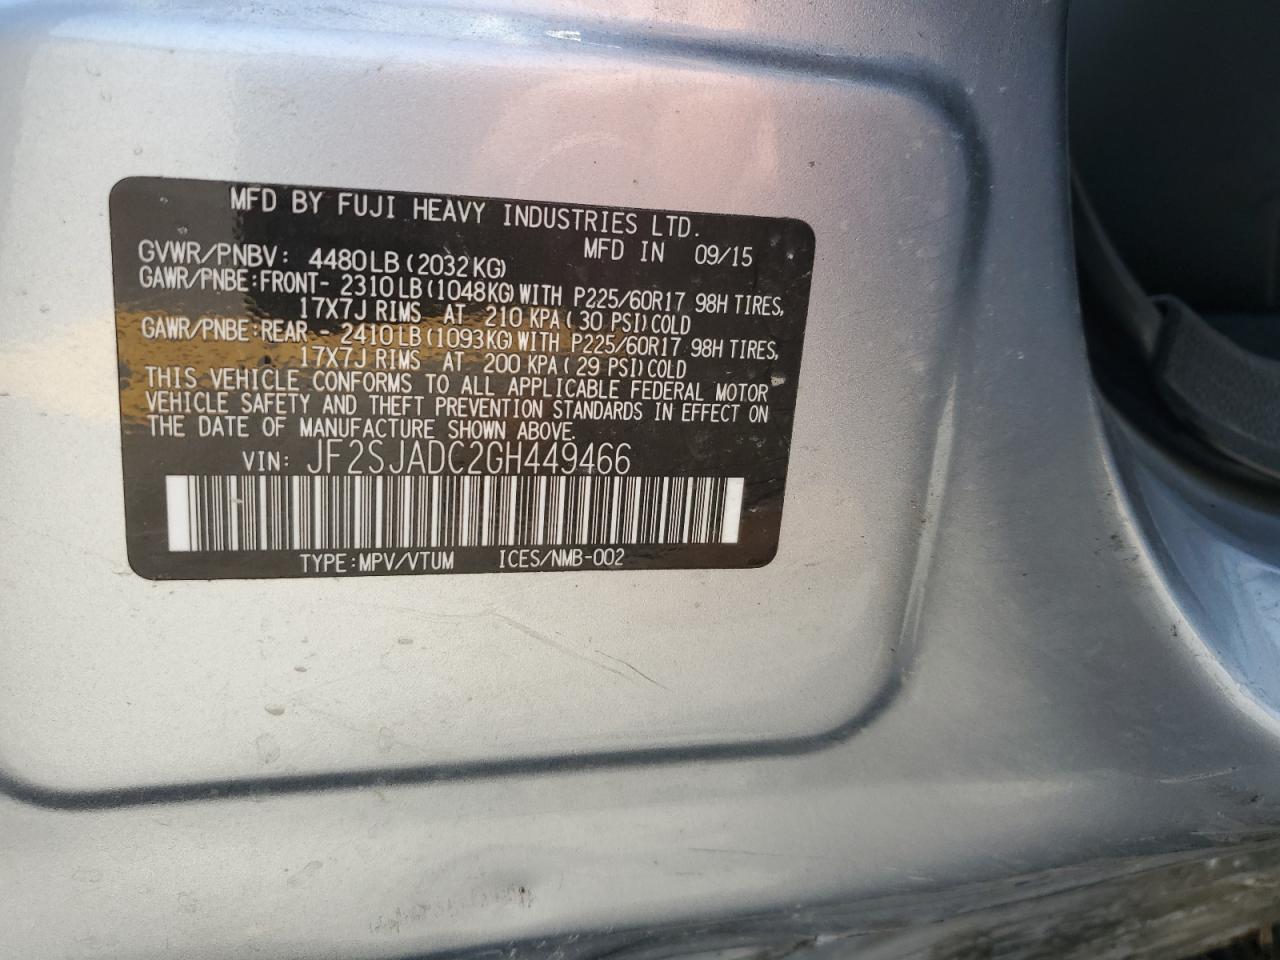 MFD BY FUJI HEAVY INDUSTRIES LTD.
MFD IN 09/15
GVWR/PNBV: 4480LB(2032KG)
GAWR/PNBE:FRONT- 2310LB(1048KG)WITH P225/60R17 98H TIRES,
17X7J RIMS AT 210 KPA(30 PSI)COLD
GAWR/PNBE:REAR - 2410LB(1093KG)WITH P225/60R17 98H TIRES,
17X7J RIMS AT 200 KPA(29 PSI)COLD
THIS VEHICLE CONFORMS TO ALL APPLICABLE FEDERAL MOTOR
VEHICLE SAFETY AND THEFT PREVENTION STANDARDS IN EFFECT ON
THE DATE OF MANUFACTURE SHOWN ABOVE.
VIN: JF2SJADC2GH449466
TYPE:MPV/VTUM ICES/NMB-002